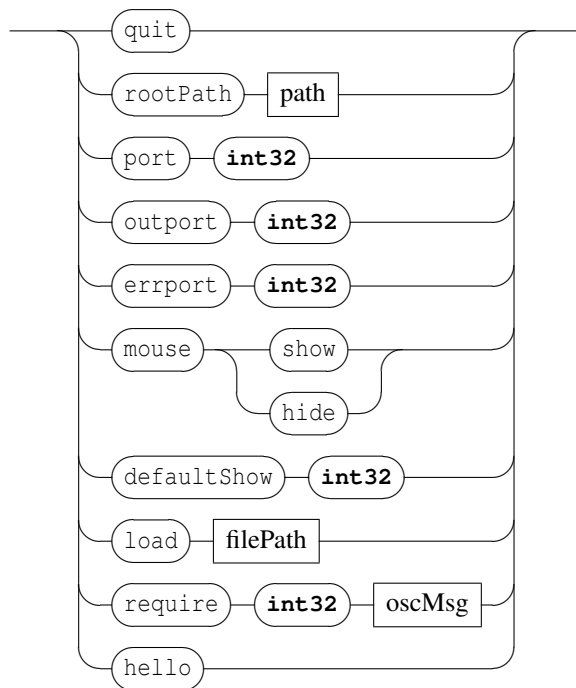 quit
rootPath path
port int32
outport int32
errport int32
mouse show
hide
defaultShow int32
load filePath
require int32 oscMsg
hello